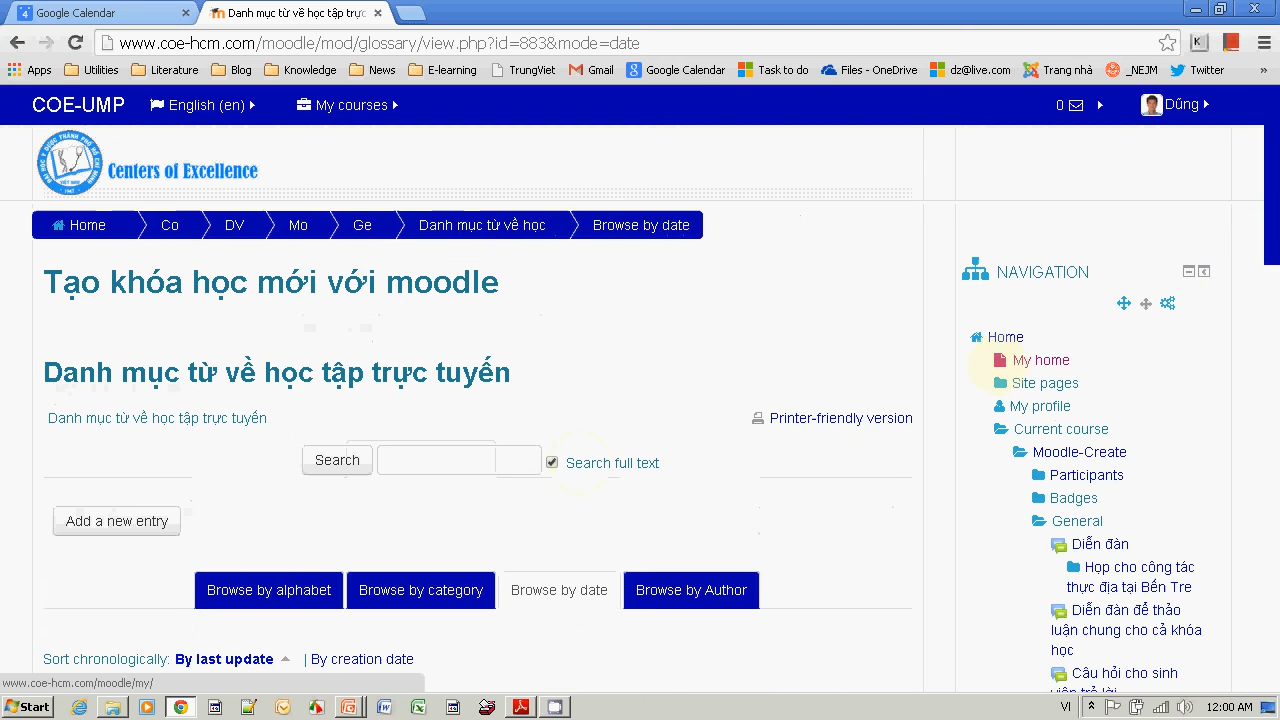 Google Calendar
Danh mục từ về học tập trực
www.coe-hcm.com/moodle/mod/glossary/view.php?id=383&mode=date
Apps Utilities Literature Blog Knowledge News E-learning TrungViet Gmail Google Calendar Task to do Files - OneDrive dz@live.com Trang nhà _NEJM Twitter »
COE-UMP English (en) My courses 0 Dũng
Centers of Excellence
Home Co DV Mo Ge Danh mục từ về học Browse by date
Tạo khóa học mới với moodle
Danh mục từ về học tập trực tuyến
Danh mục từ về học tập trực tuyến Printer-friendly version
Search Search full text
Add a new entry
Browse by alphabet Browse by category Browse by date Browse by Author
Sort chronologically: By last update | By creation date
NAVIGATION
Home
My home
Site pages
My profile
Current course
Moodle-Create
Participants
Badges
General
Diễn đàn
Họp cho công tác
thực địa tại Bến Tre
Diễn đàn để thảo
luận chung cho cả khóa
học
Câu hỏi cho sinh
viên trả lời
www.coe-hcm.com/moodle/my/
Start VI 12:00 AM